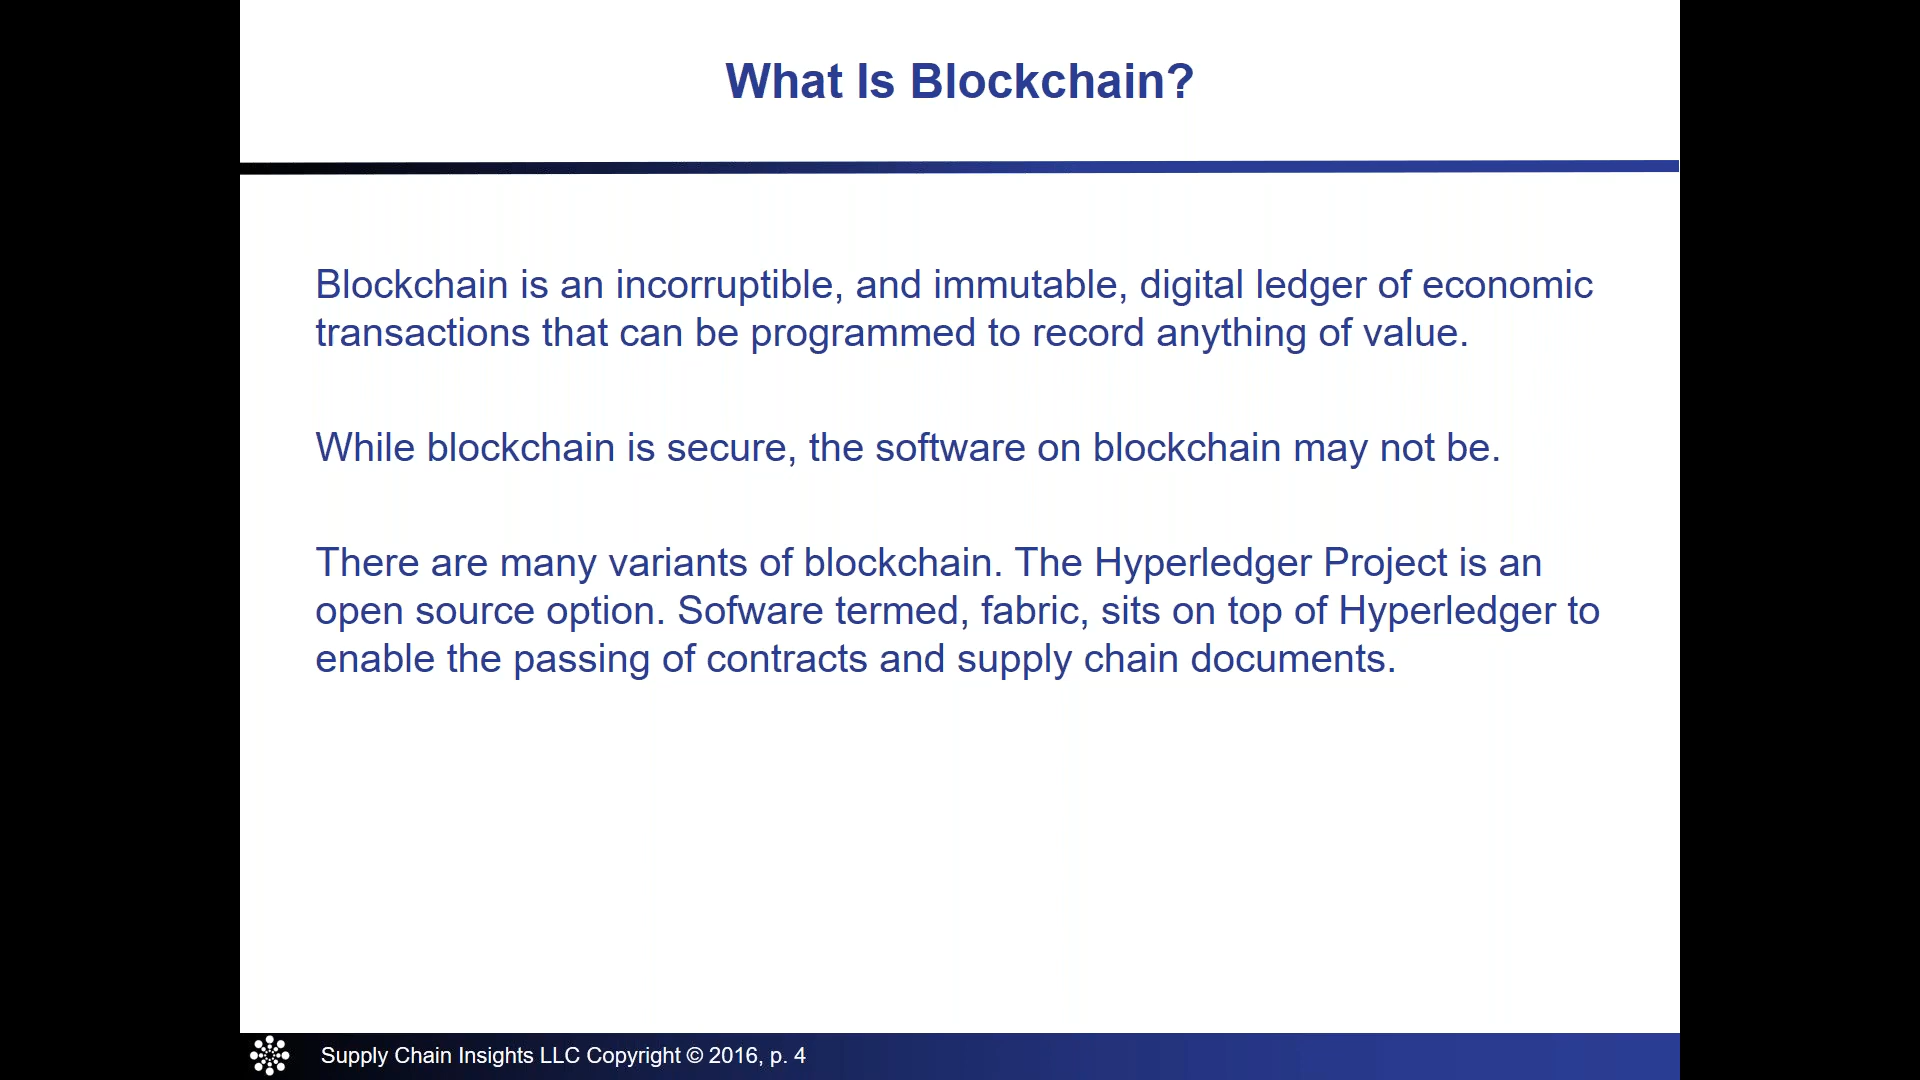 What Is Blockchain?
Blockchain is an incorruptible, and immutable, digital ledger of economic
transactions that can be programmed to record anything of value.
While blockchain is secure, the software on blockchain may not be.
There are many variants of blockchain. The Hyperledger Project is an
open source option. Sofware termed, fabric, sits on top of Hyperledger to
enable the passing of contracts and supply chain documents.
Supply Chain Insights LLC Copyright © 2016, p. 4